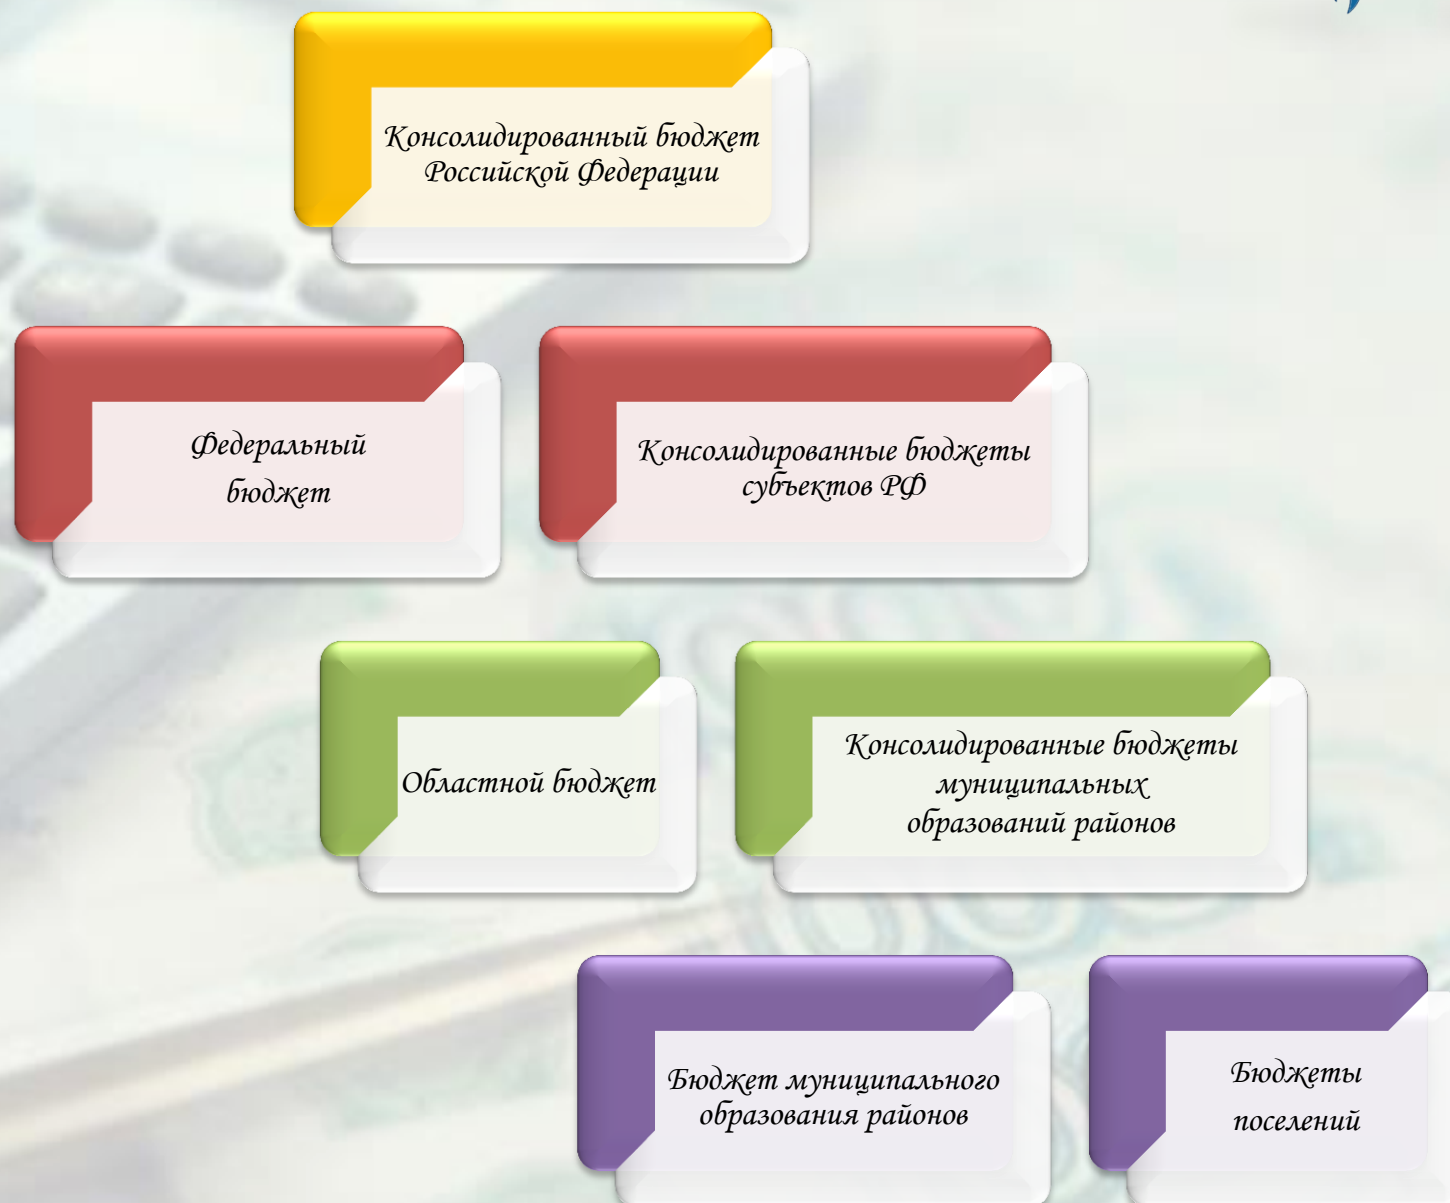 Консолидированный бюджет
Российской Федерации
Федеральный
бюджет
Консолидированные бюджеты
субъектов РФ
Областной бюджет
Консолидированные бюджеты
муниципальных
образований районов
Бюджет муниципального
образования районов
Бюджеты
поселений